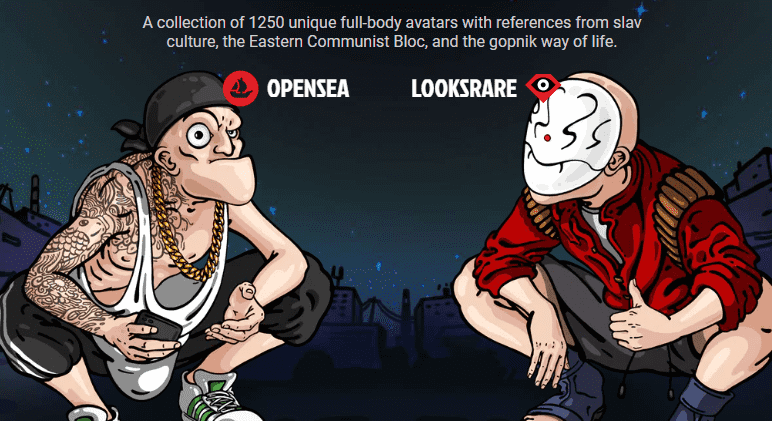 A collection of 1250 unique full-body avatars with references from slav
culture, the Eastern Communist Bloc, and the gopnik way of life.
OPENSEA LOOKSRARE